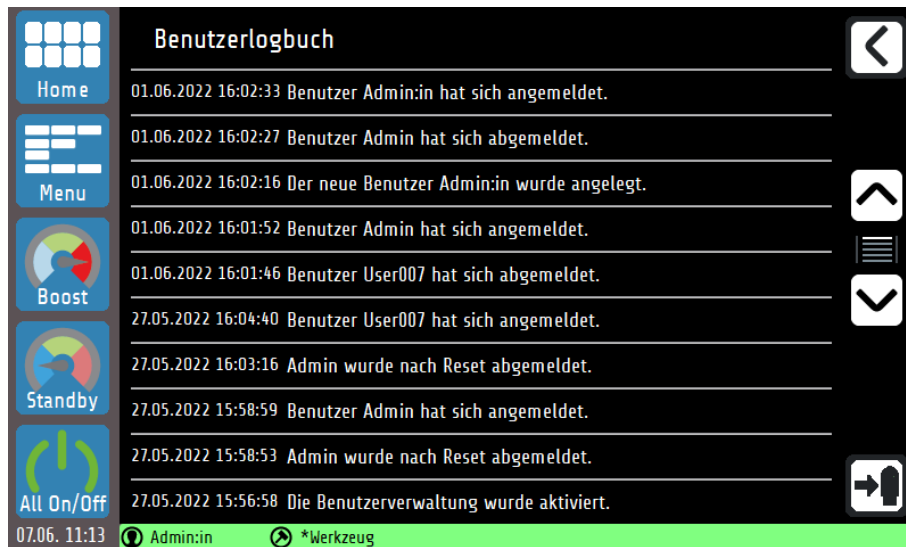 Benutzerlogbuch
Home
01.06.2022 16:02:33 Benutzer Admin:in hat sich angemeldet.
01.06.2022 16:02:27 Benutzer Admin hat sich abgemeldet.
Menu
01.06.2022 16:02:16 Der neue Benutzer Admin:in wurde angelegt.
01.06.2022 16:01:52 Benutzer Admin hat sich angemeldet.
01.06.2022 16:01:46 Benutzer User007 hat sich abgemeldet.
Boost
27.05.2022 16:04:40 Benutzer User007 hat sich angemeldet.
27.05.2022 16:03:16 Admin wurde nach Reset abgemeldet.
Standby
27.05.2022 15:58:59 Benutzer Admin hat sich angemeldet.
27.05.2022 15:58:53 Admin wurde nach Reset abgemeldet.
All On/Off
27.05.2022 15:56:58 Die Benutzerverwaltung wurde aktiviert.
07.06. 11:13 Admin:in *Werkzeug